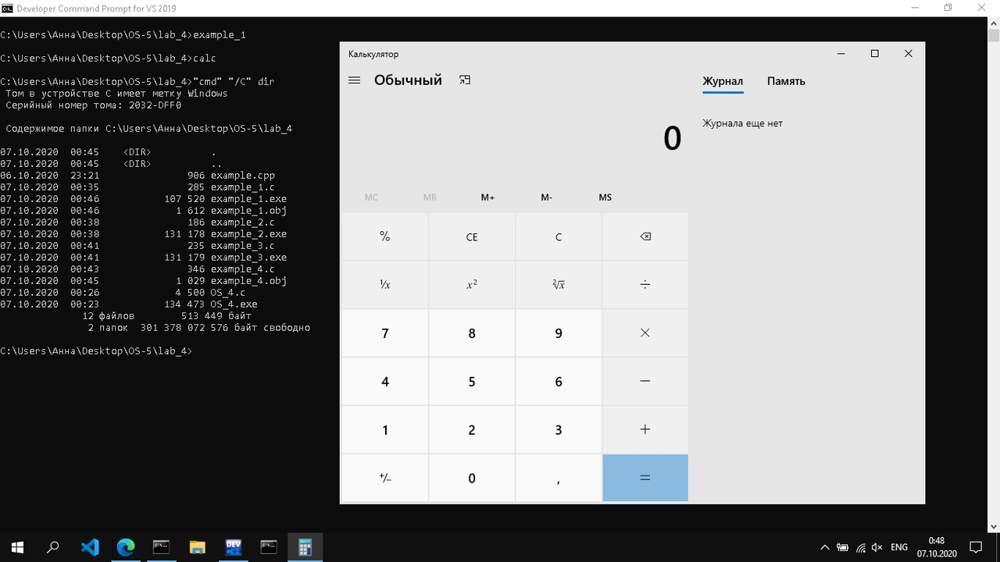 Developer Command Prompt for VS 2019
C:\Users\Анна\Desktop\OS-5\lab_4>example_1
C:\Users\Анна\Desktop\OS-5\lab_4>calc
C:\Users\Анна\Desktop\OS-5\lab_4>"cmd" "/C" dir
Том в устройстве C имеет метку Windows
Серийный номер тома: 2032-DFF0
Содержимое папки C:\Users\Анна\Desktop\OS-5\lab_4
07.10.2020  00:45    <DIR>          .
07.10.2020  00:45    <DIR>          ..
06.10.2020  23:21               906 example.cpp
07.10.2020  00:35               285 example_1.c
07.10.2020  00:46           107 520 example_1.exe
07.10.2020  00:46             1 612 example_1.obj
07.10.2020  00:38               186 example_2.c
07.10.2020  00:38           131 178 example_2.exe
07.10.2020  00:41               235 example_3.c
07.10.2020  00:41           131 179 example_3.exe
07.10.2020  00:43               346 example_4.c
07.10.2020  00:45             1 029 example_4.obj
07.10.2020  00:26             4 500 OS_4.c
07.10.2020  00:23           134 473 OS_4.exe
12 файлов        513 449 байт
2 папок  301 378 072 576 байт свободно
C:\Users\Анна\Desktop\OS-5\lab_4>
Калькулятор
Обычный
Журнал Память
Журнала еще нет
0
MC MR M+ M- MS
% CE C
⅟x x² ²√x ÷
7 8 9 ×
4 5 6 −
1 2 3 +
+/− 0 , =
DEV
ENG
0:48
07.10.2020